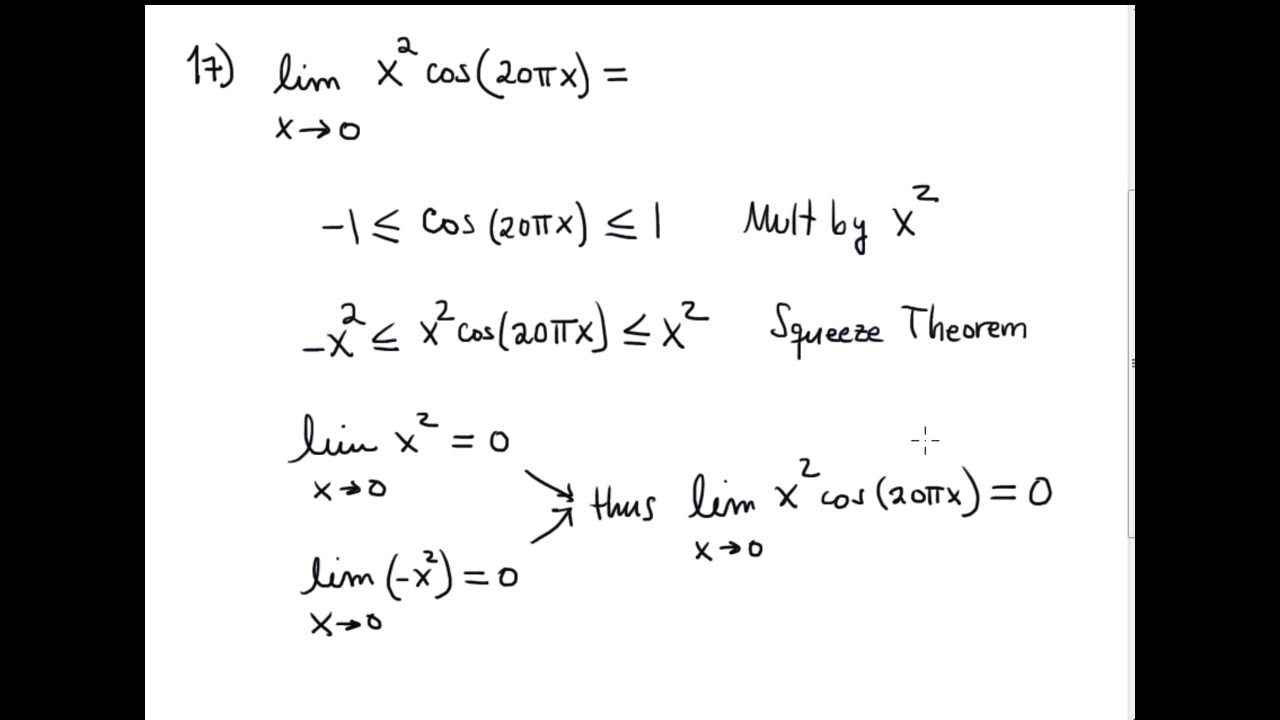 17) lim x² cos(20πx) =
x→0
-1 ≤ cos(20πx) ≤ 1 Mult by x²
-x² ≤ x² cos(20πx) ≤ x² Squeeze Theorem
lim x² = 0
x→0
thus lim x² cos(20πx) = 0
x→0
lim (-x²) = 0
x→0